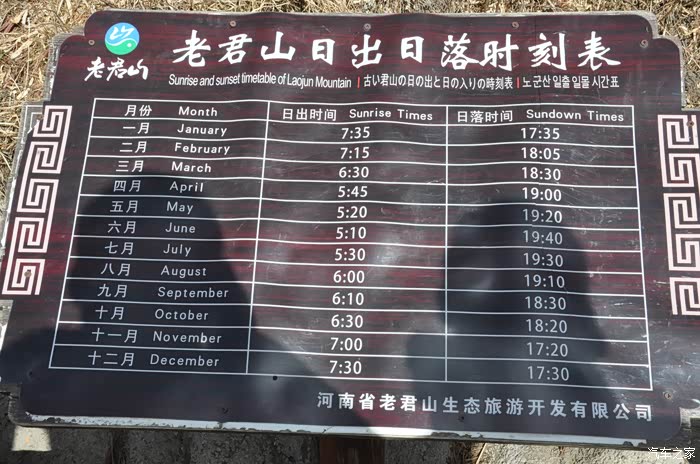 老君山
老君山日出日落时刻表
Sunrise and sunset timetable of Laojun Mountain | 古い君山の日の出と日の入りの時刻表 | 노 군산 일출 일몰 시간표
月份 Month 日出时间 Sunrise Times 日落时间 Sundown Times
一月 January 7:35 17:35
二月 February 7:15 18:05
三月 March 6:30 18:30
四月 April 5:45 19:00
五月 May 5:20 19:20
六月 June 5:10 19:40
七月 July 5:30 19:30
八月 August 6:00 19:10
九月 September 6:10 18:30
十月 October 6:30 18:20
十一月 November 7:00 17:20
十二月 December 7:30 17:30
河南省老君山生态旅游开发有限公司
汽车之家